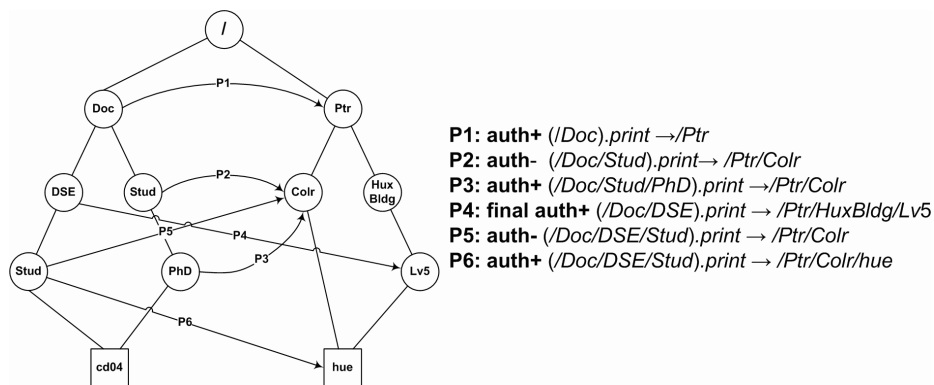 /
P1
Doc
Ptr
P1: auth+ (/Doc).print →/Ptr
P2: auth- (/Doc/Stud).print→ /Ptr/Colr
P3: auth+ (/Doc/Stud/PhD).print →/Ptr/Colr
P4: final auth+ (/Doc/DSE).print → /Ptr/HuxBldg/Lv5
P5: auth- (/Doc/DSE/Stud).print → /Ptr/Colr
P6: auth+ (/Doc/DSE/Stud).print → /Ptr/Colr/hue
DSE
Stud
P2
Colr
Hux
Bldg
P5
P4
P3
Stud
PhD
Lv5
P6
cd04
hue